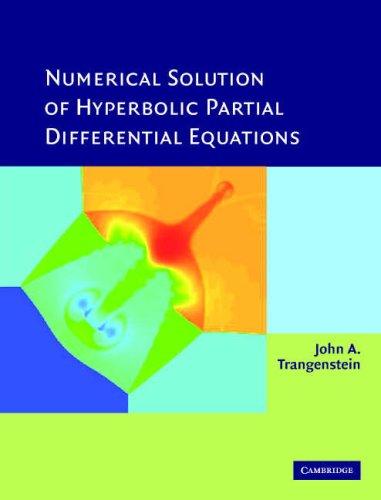 NUMERICAL SOLUTION
OF HYPERBOLIC PARTIAL
DIFFERENTIAL EQUATIONS
John A.
Trangenstein
CAMBRIDGE